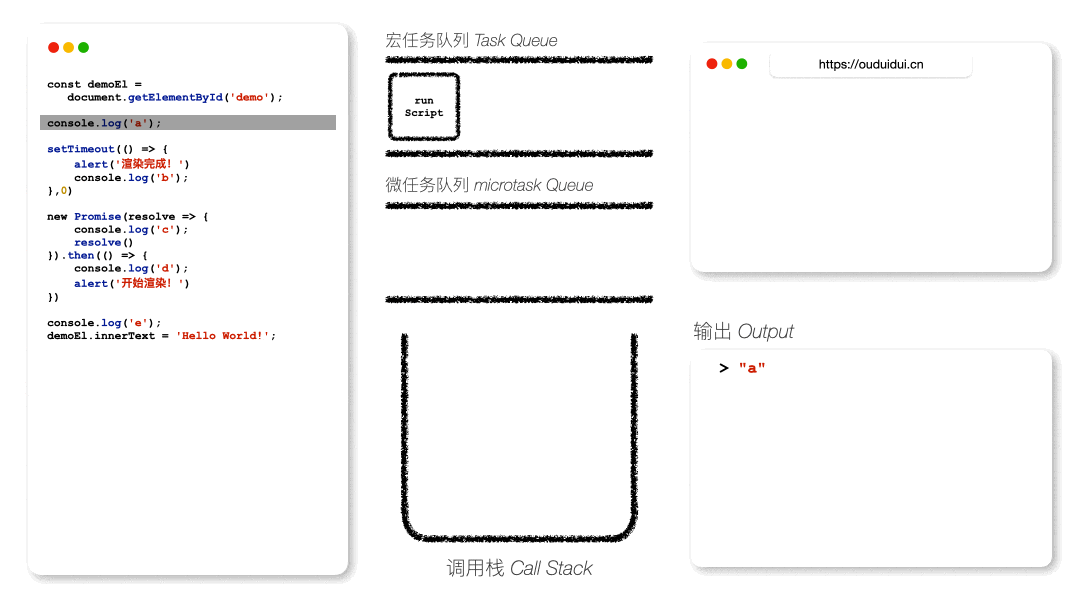 const demoEl =
document.getElementById('demo');
console.log('a');
setTimeout(() => {
alert('渲染完成！')
console.log('b');
},0)
new Promise(resolve => {
console.log('c');
resolve()
}).then(() => {
console.log('d');
alert('开始渲染！')
})
console.log('e');
demoEl.innerText = 'Hello World!';
宏任务队列 Task Queue
run
Script
微任务队列 microtask Queue
调用栈 Call Stack
https://ouduidui.cn
输出 Output
> "a"